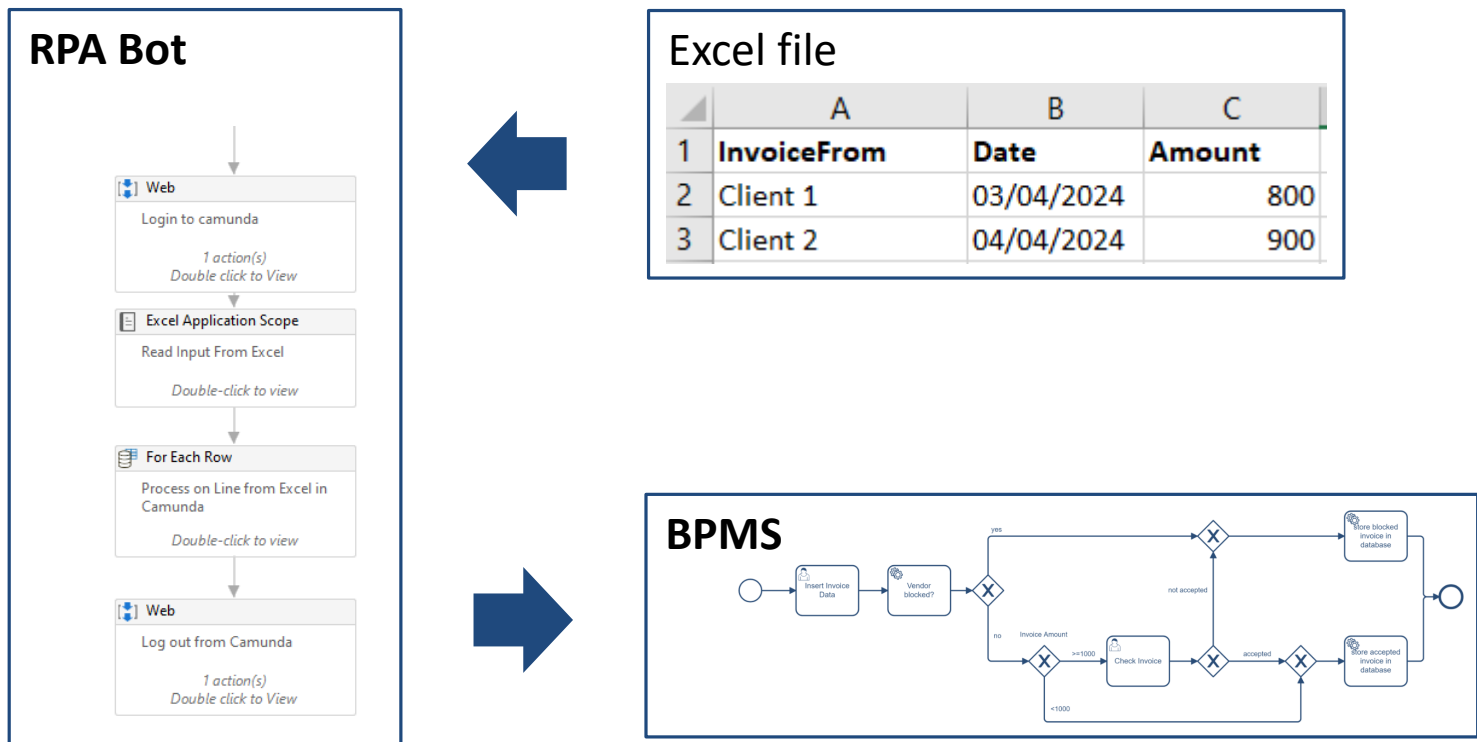 RPA Bot
Web
Login to camunda
1 action(s)
Double click to View
Excel Application Scope
Read Input From Excel
Double-click to view
For Each Row
Process on Line from Excel in
Camunda
Double-click to view
Web
Log out from Camunda
1 action(s)
Double click to View
Excel file
A B C
1 InvoiceFrom Date Amount
2 Client 1 03/04/2024 800
3 Client 2 04/04/2024 900
BPMS
Insert Invoice
Data
Vendor
blocked?
yes
no
Invoice Amount
>=1000
<1000
Check Invoice
not accepted
accepted
store blocked
invoice in
database
store accepted
invoice in
database